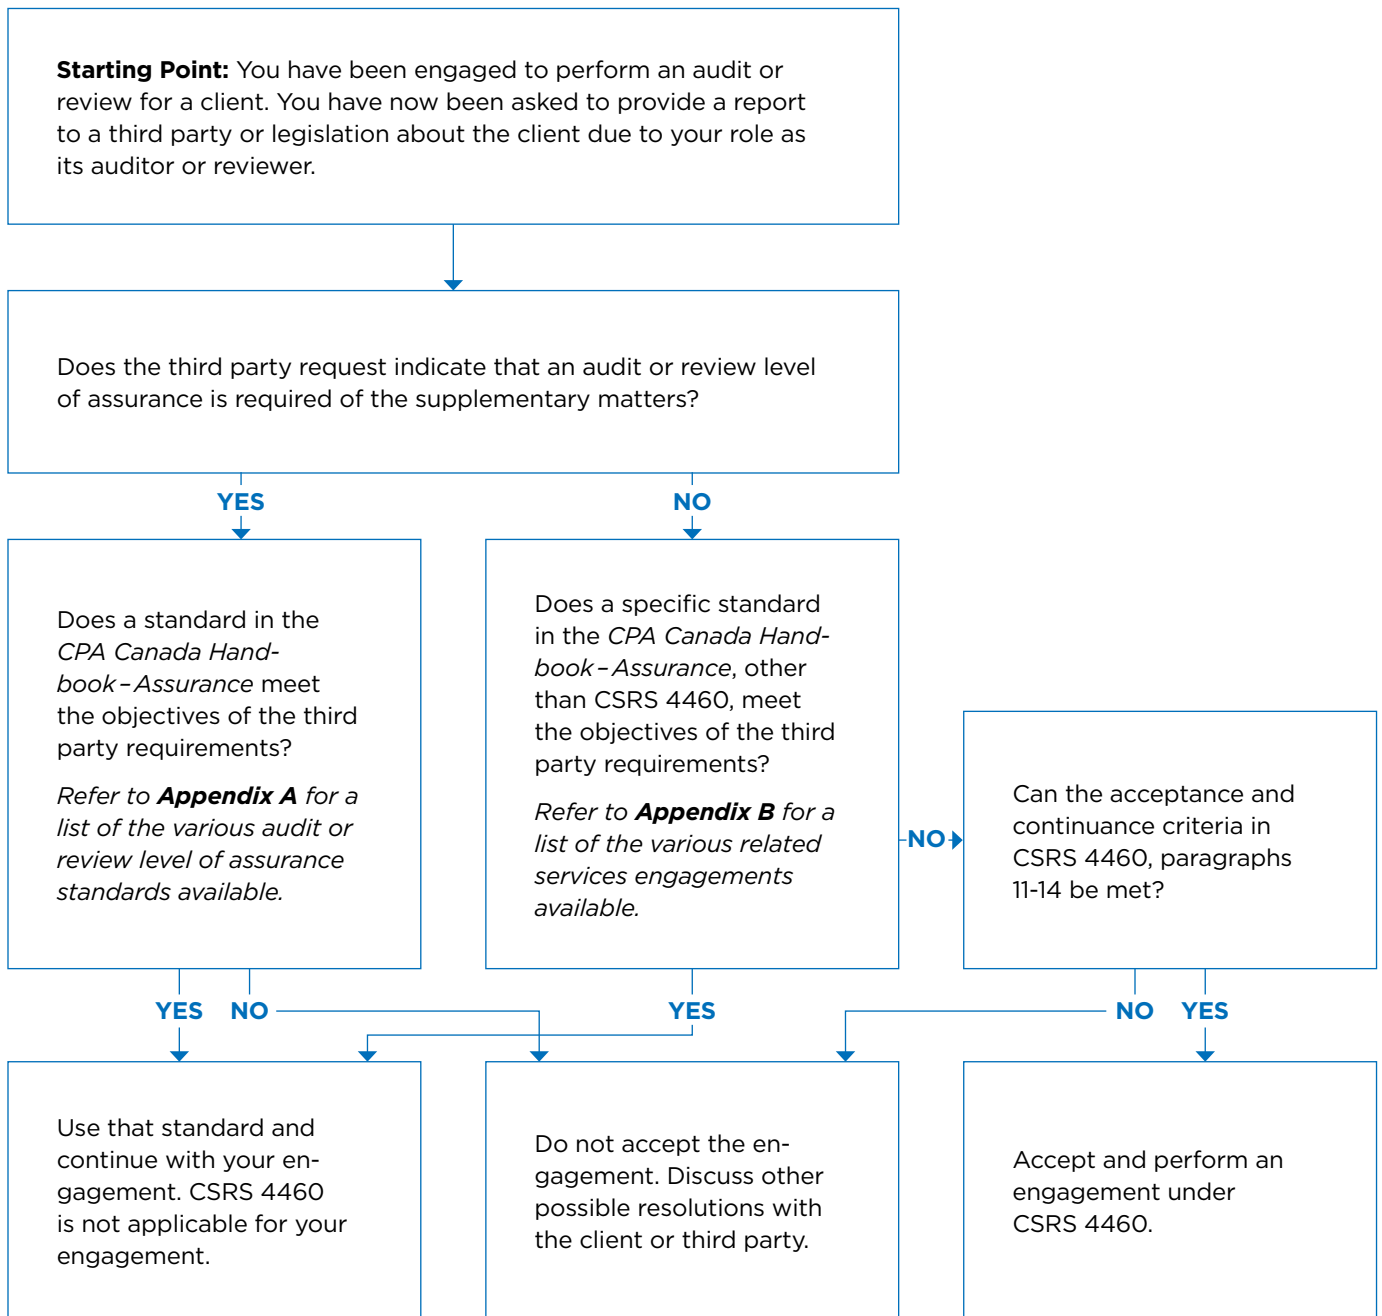 Starting Point: You have been engaged to perform an audit or
review for a client. You have now been asked to provide a report
to a third party or legislation about the client due to your role as
its auditor or reviewer.
Does the third party request indicate that an audit or review level
of assurance is required of the supplementary matters?
YES
NO
Does a standard in the
CPA Canada Hand-
book – Assurance meet
the objectives of the third
party requirements?
Refer to Appendix A for a
list of the various audit or
review level of assurance
standards available.
Does a specific standard
in the CPA Canada Hand-
book – Assurance, other
than CSRS 4460, meet
the objectives of the third
party requirements?
Refer to Appendix B for a
list of the various related
services engagements
available.
NO
Can the acceptance and
continuance criteria in
CSRS 4460, paragraphs
11-14 be met?
YES
NO
YES
NO
YES
Use that standard and
continue with your en-
gagement. CSRS 4460
is not applicable for your
engagement.
Do not accept the en-
gagement. Discuss other
possible resolutions with
the client or third party.
Accept and perform an
engagement under
CSRS 4460.